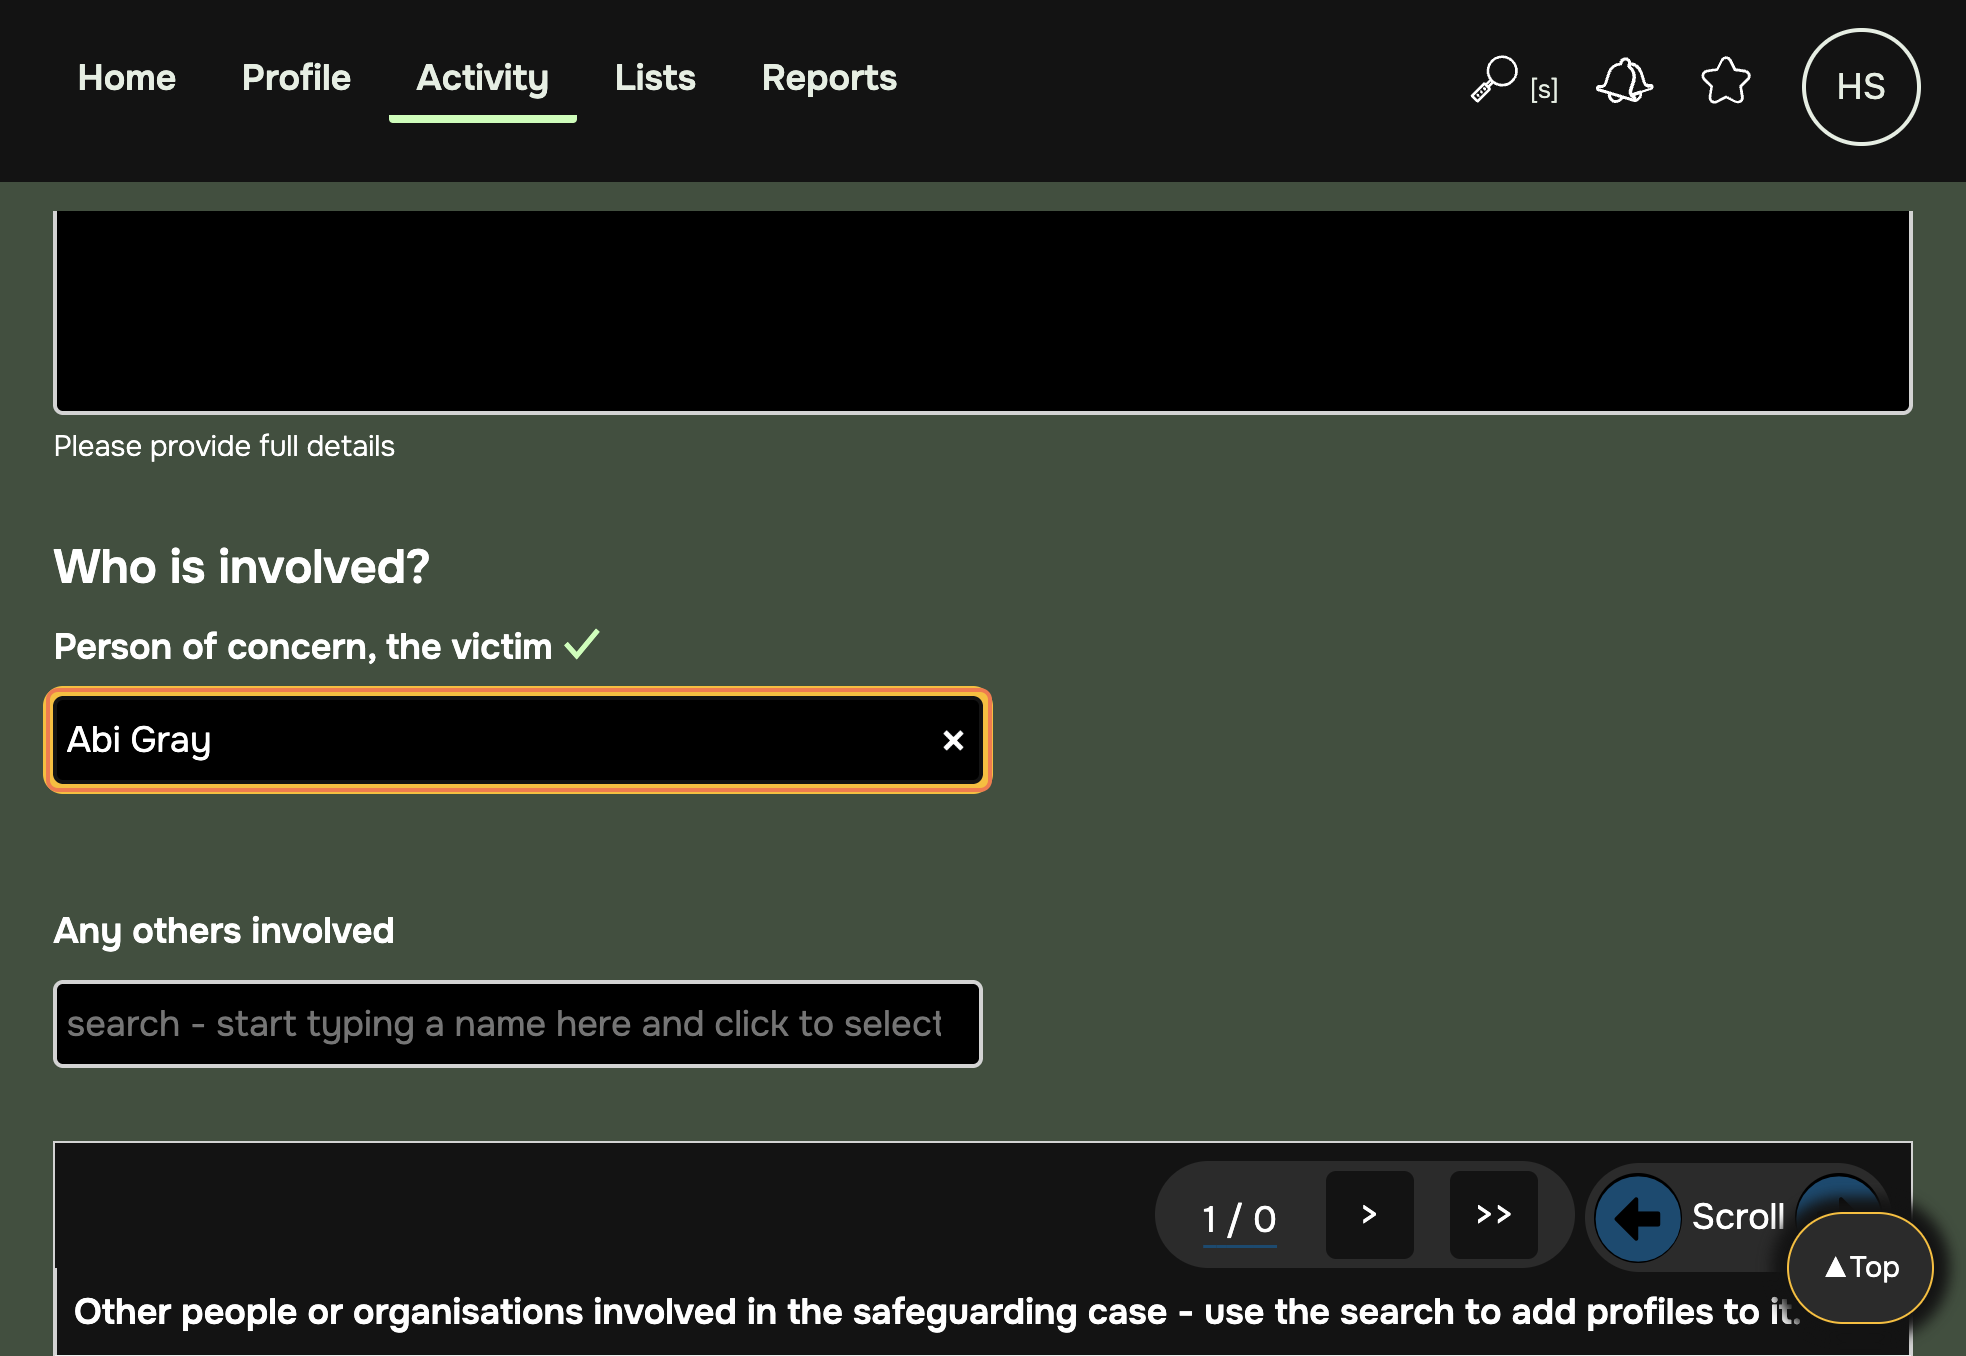 Home Profile Activity Lists Reports [s] HS
Please provide full details
Who is involved?
Person of concern, the victim
Abi Gray ×
Any others involved
search - start typing a name here and click to select
1 / 0 > >> Scroll
▲Top
Other people or organisations involved in the safeguarding case - use the search to add profiles to it.